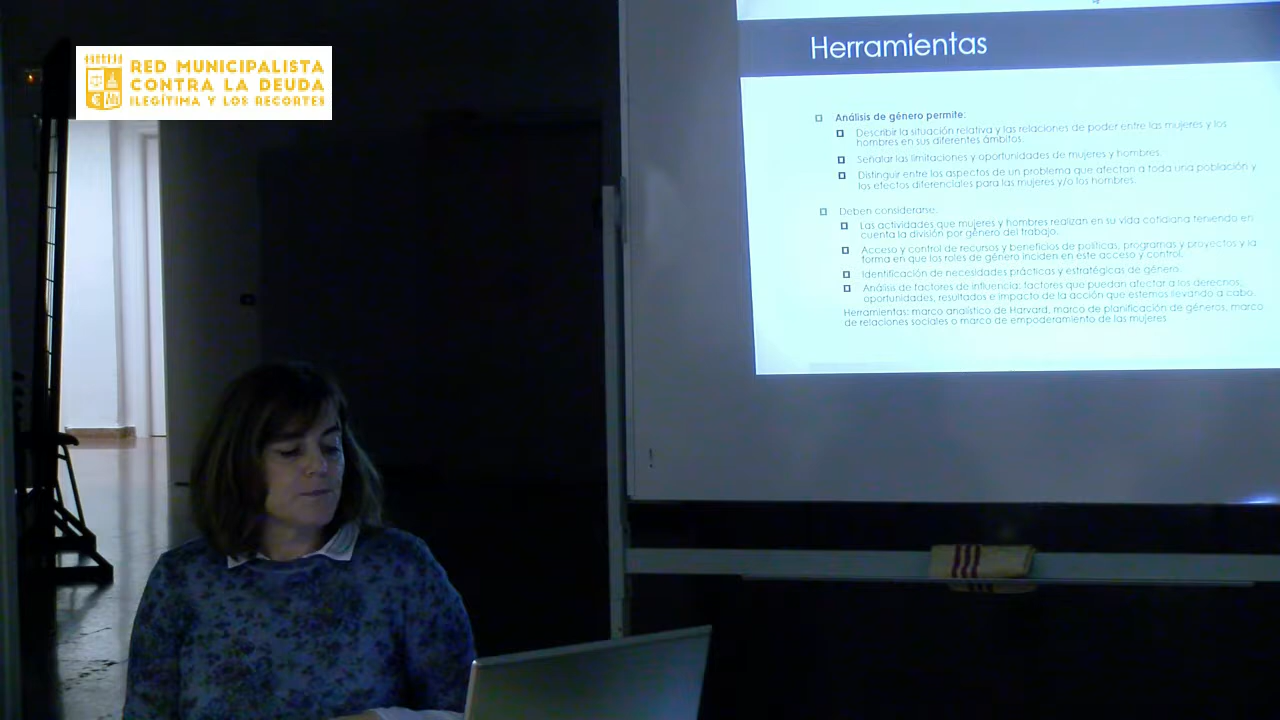 RED MUNICIPALISTA
CONTRA LA DEUDA
ILEGÍTIMA Y LOS RECORTES
Herramientas
Análisis de género permite:
Describir la situación relativa y las relaciones de poder entre las mujeres y los
hombres en sus diferentes ámbitos.
Señalar las limitaciones y oportunidades de mujeres y hombres.
Distinguir entre los aspectos de un problema que afectan a toda una población y
los efectos diferenciales para las mujeres y/o los hombres.
Deben considerarse:
Las actividades que mujeres y hombres realizan en su vida cotidiana teniendo en
cuenta la división por género del trabajo.
Acceso y control de recursos y beneficios de políticas, programas y proyectos y la
forma en que los roles de género inciden en este acceso y control.
Identificación de necesidades prácticas y estratégicas de género.
Análisis de factores de influencia: factores que puedan afectar a los derechos,
oportunidades, resultados e impacto de la acción que estemos llevando a cabo.
Herramientas: marco analístico de Harvard, marco de planificación de géneros, marco
de relaciones sociales o marco de empoderamiento de las mujeres